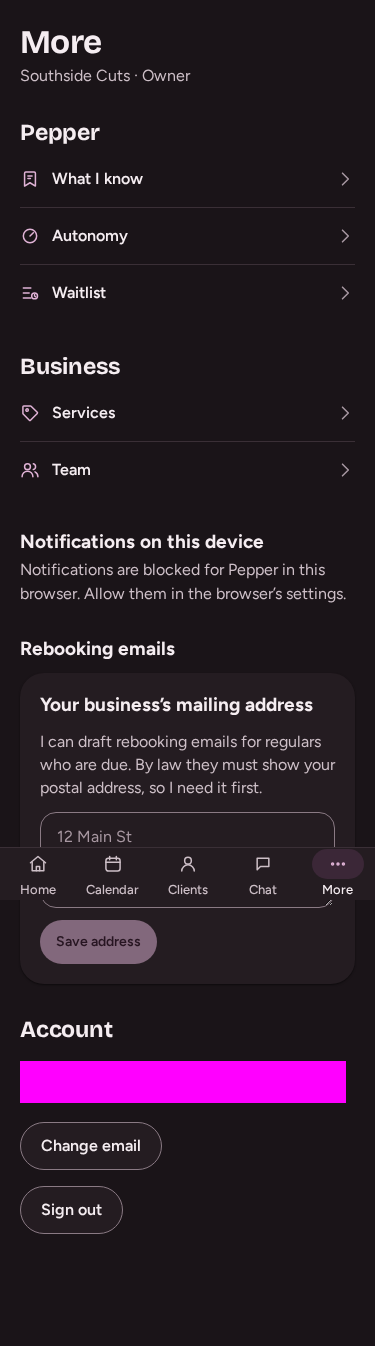 More
Southside Cuts · Owner
Pepper
What I know
Autonomy
Waitlist
Business
Services
Team
Notifications on this device
Notifications are blocked for Pepper in this
browser. Allow them in the browser’s settings.
Rebooking emails
Your business’s mailing address
I can draft rebooking emails for regulars
who are due. By law they must show your
postal address, so I need it first.
12 Main St
Home Calendar Clients Chat More
Save address
Account
Change email
Sign out